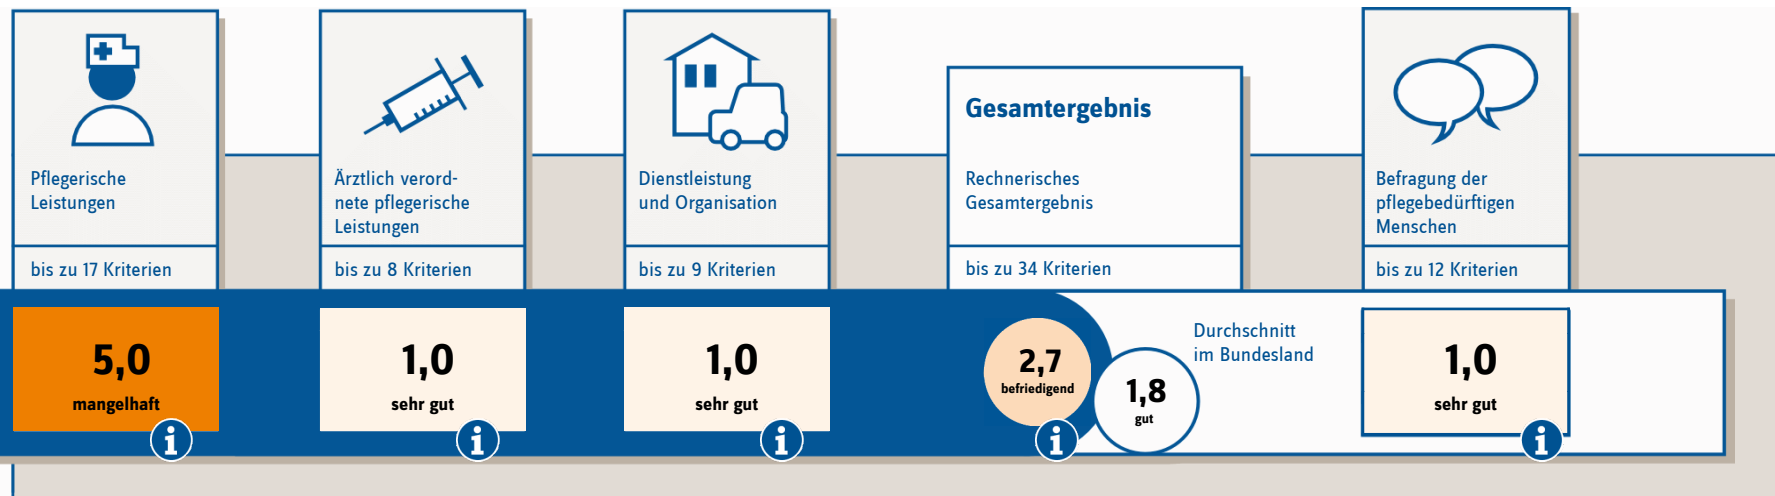 Pflegerische
Leistungen
bis zu 17 Kriterien
5,0
mangelhaft
i
Ärztlich verord-
nete pflegerische
Leistungen
bis zu 8 Kriterien
1,0
sehr gut
i
Dienstleistung
und Organisation
bis zu 9 Kriterien
1,0
sehr gut
i
Gesamtergebnis
Rechnerisches
Gesamtergebnis
bis zu 34 Kriterien
2,7
befriedigend
i
Durchschnitt
im Bundesland
1,8
gut
Befragung der
pflegebedürftigen
Menschen
bis zu 12 Kriterien
1,0
sehr gut
i